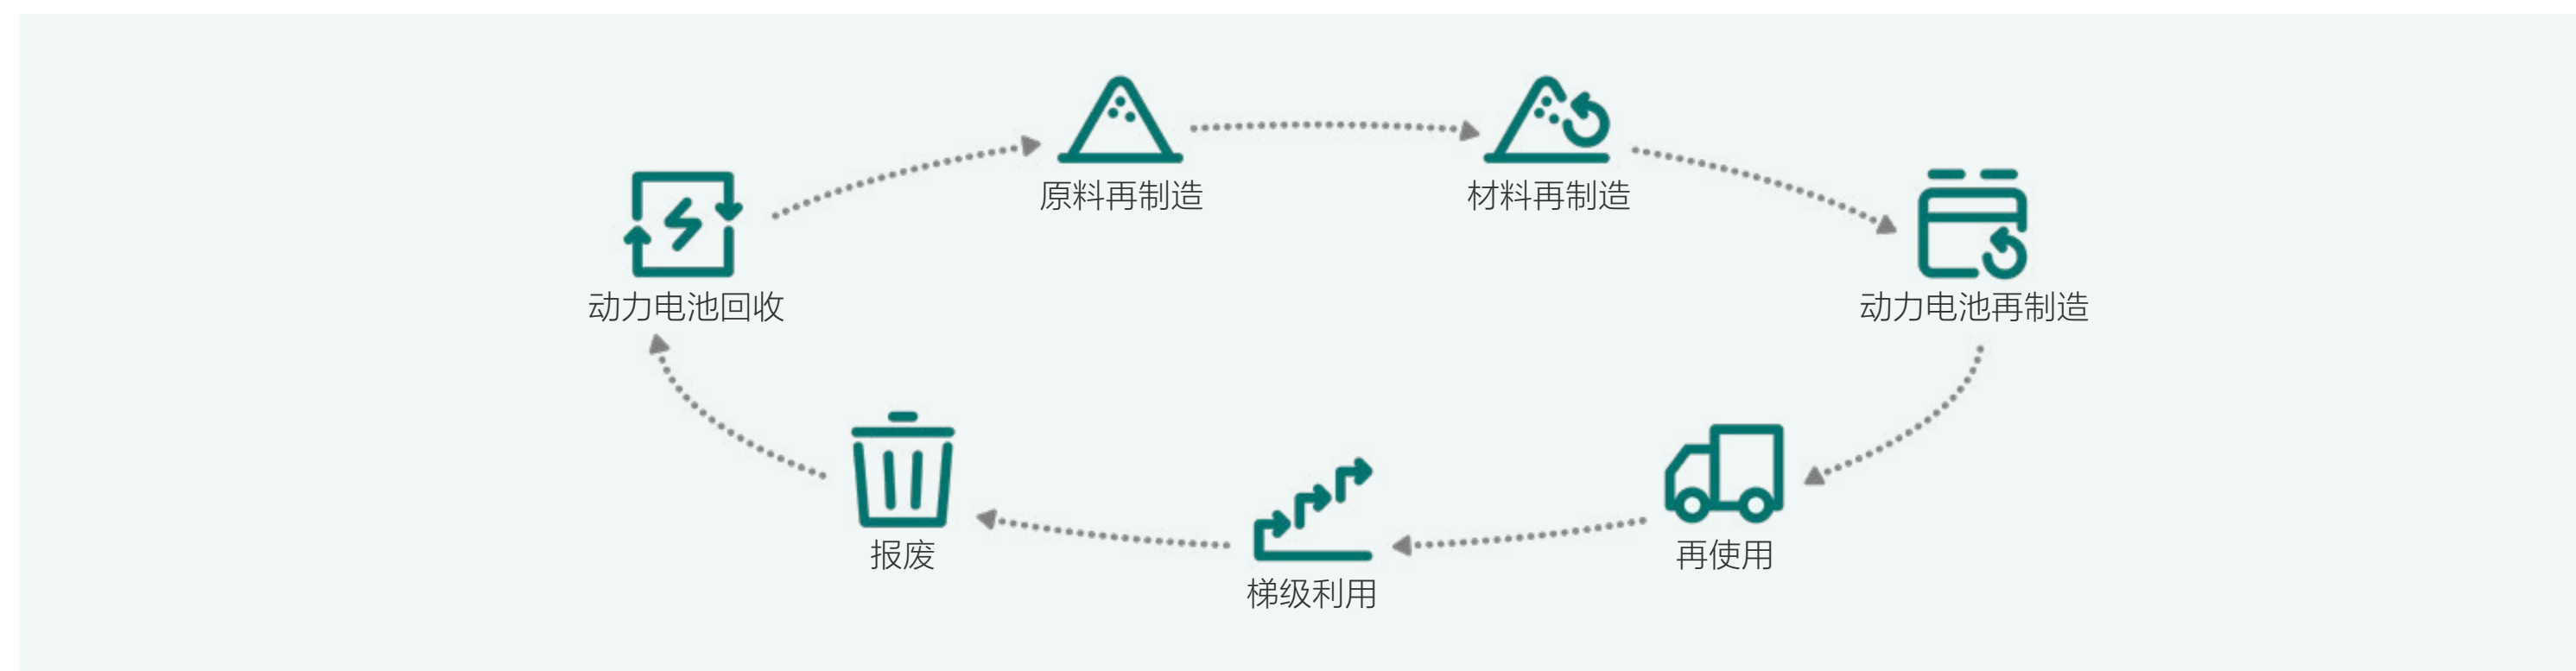 原料再制造
材料再制造
动力电池回收
动力电池再制造
报废
再使用
梯级利用